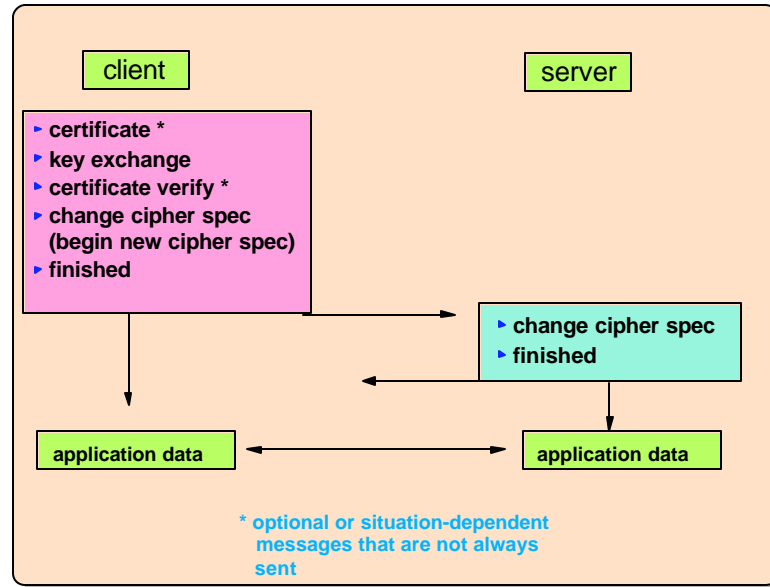 client
server
certificate *
key exchange
certificate verify *
change cipher spec
(begin new cipher spec)
finished
change cipher spec
finished
application data
application data
* optional or situation-dependent
messages that are not always
sent